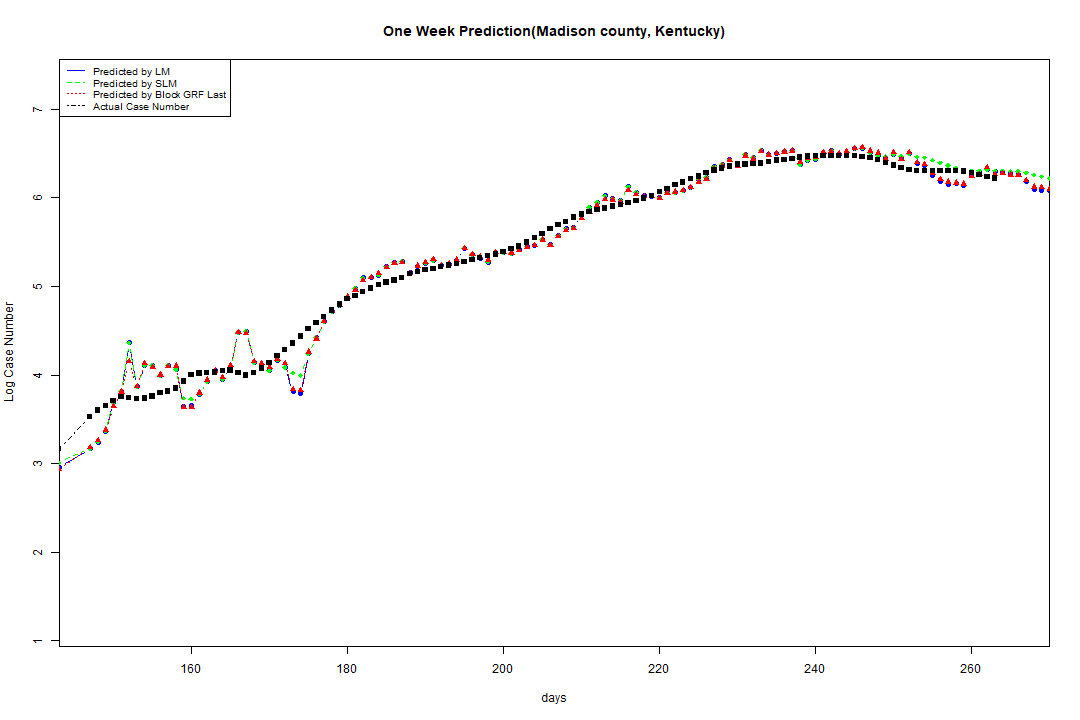 One Week Prediction(Madison county, Kentucky)
Predicted by LM
Predicted by SLM
Predicted by Block GRF Last
Actual Case Number
7
6
5
4
3
2
1
Log Case Number
160 180 200 220 240 260
days